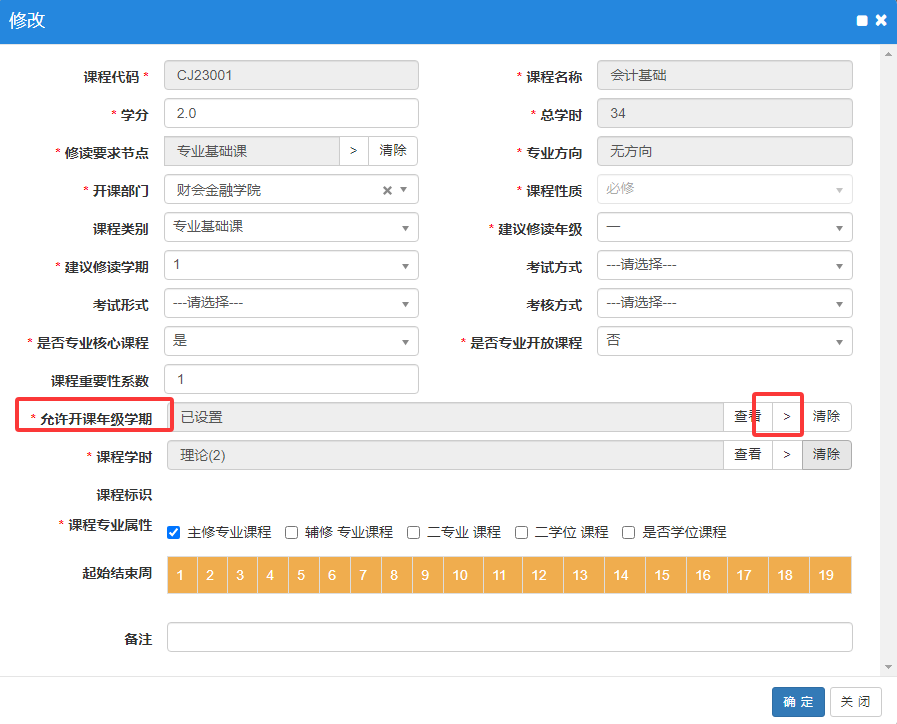 修改
课程代码 * CJ23001 * 课程名称 会计基础
* 学分 2.0 * 总学时 34
* 修读要求节点 专业基础课 > 清除 * 专业方向 无方向
* 开课部门 财会金融学院 * 课程性质 必修
课程类别 专业基础课 * 建议修读年级 一
* 建议修读学期 1 考试方式 ---请选择---
考试形式 ---请选择--- 考核方式 ---请选择---
* 是否专业核心课程 是 * 是否专业开放课程 否
课程重要性系数 1
* 允许开课年级学期 已设置 查看 > 清除
* 课程学时 理论(2) 查看 > 清除
课程标识
* 课程专业属性 主修专业课程 辅修 专业课程 二专业 课程 二学位 课程 是否学位课程
起始结束周 1 2 3 4 5 6 7 8 9 10 11 12 13 14 15 16 17 18 19
备注
确 定 关 闭